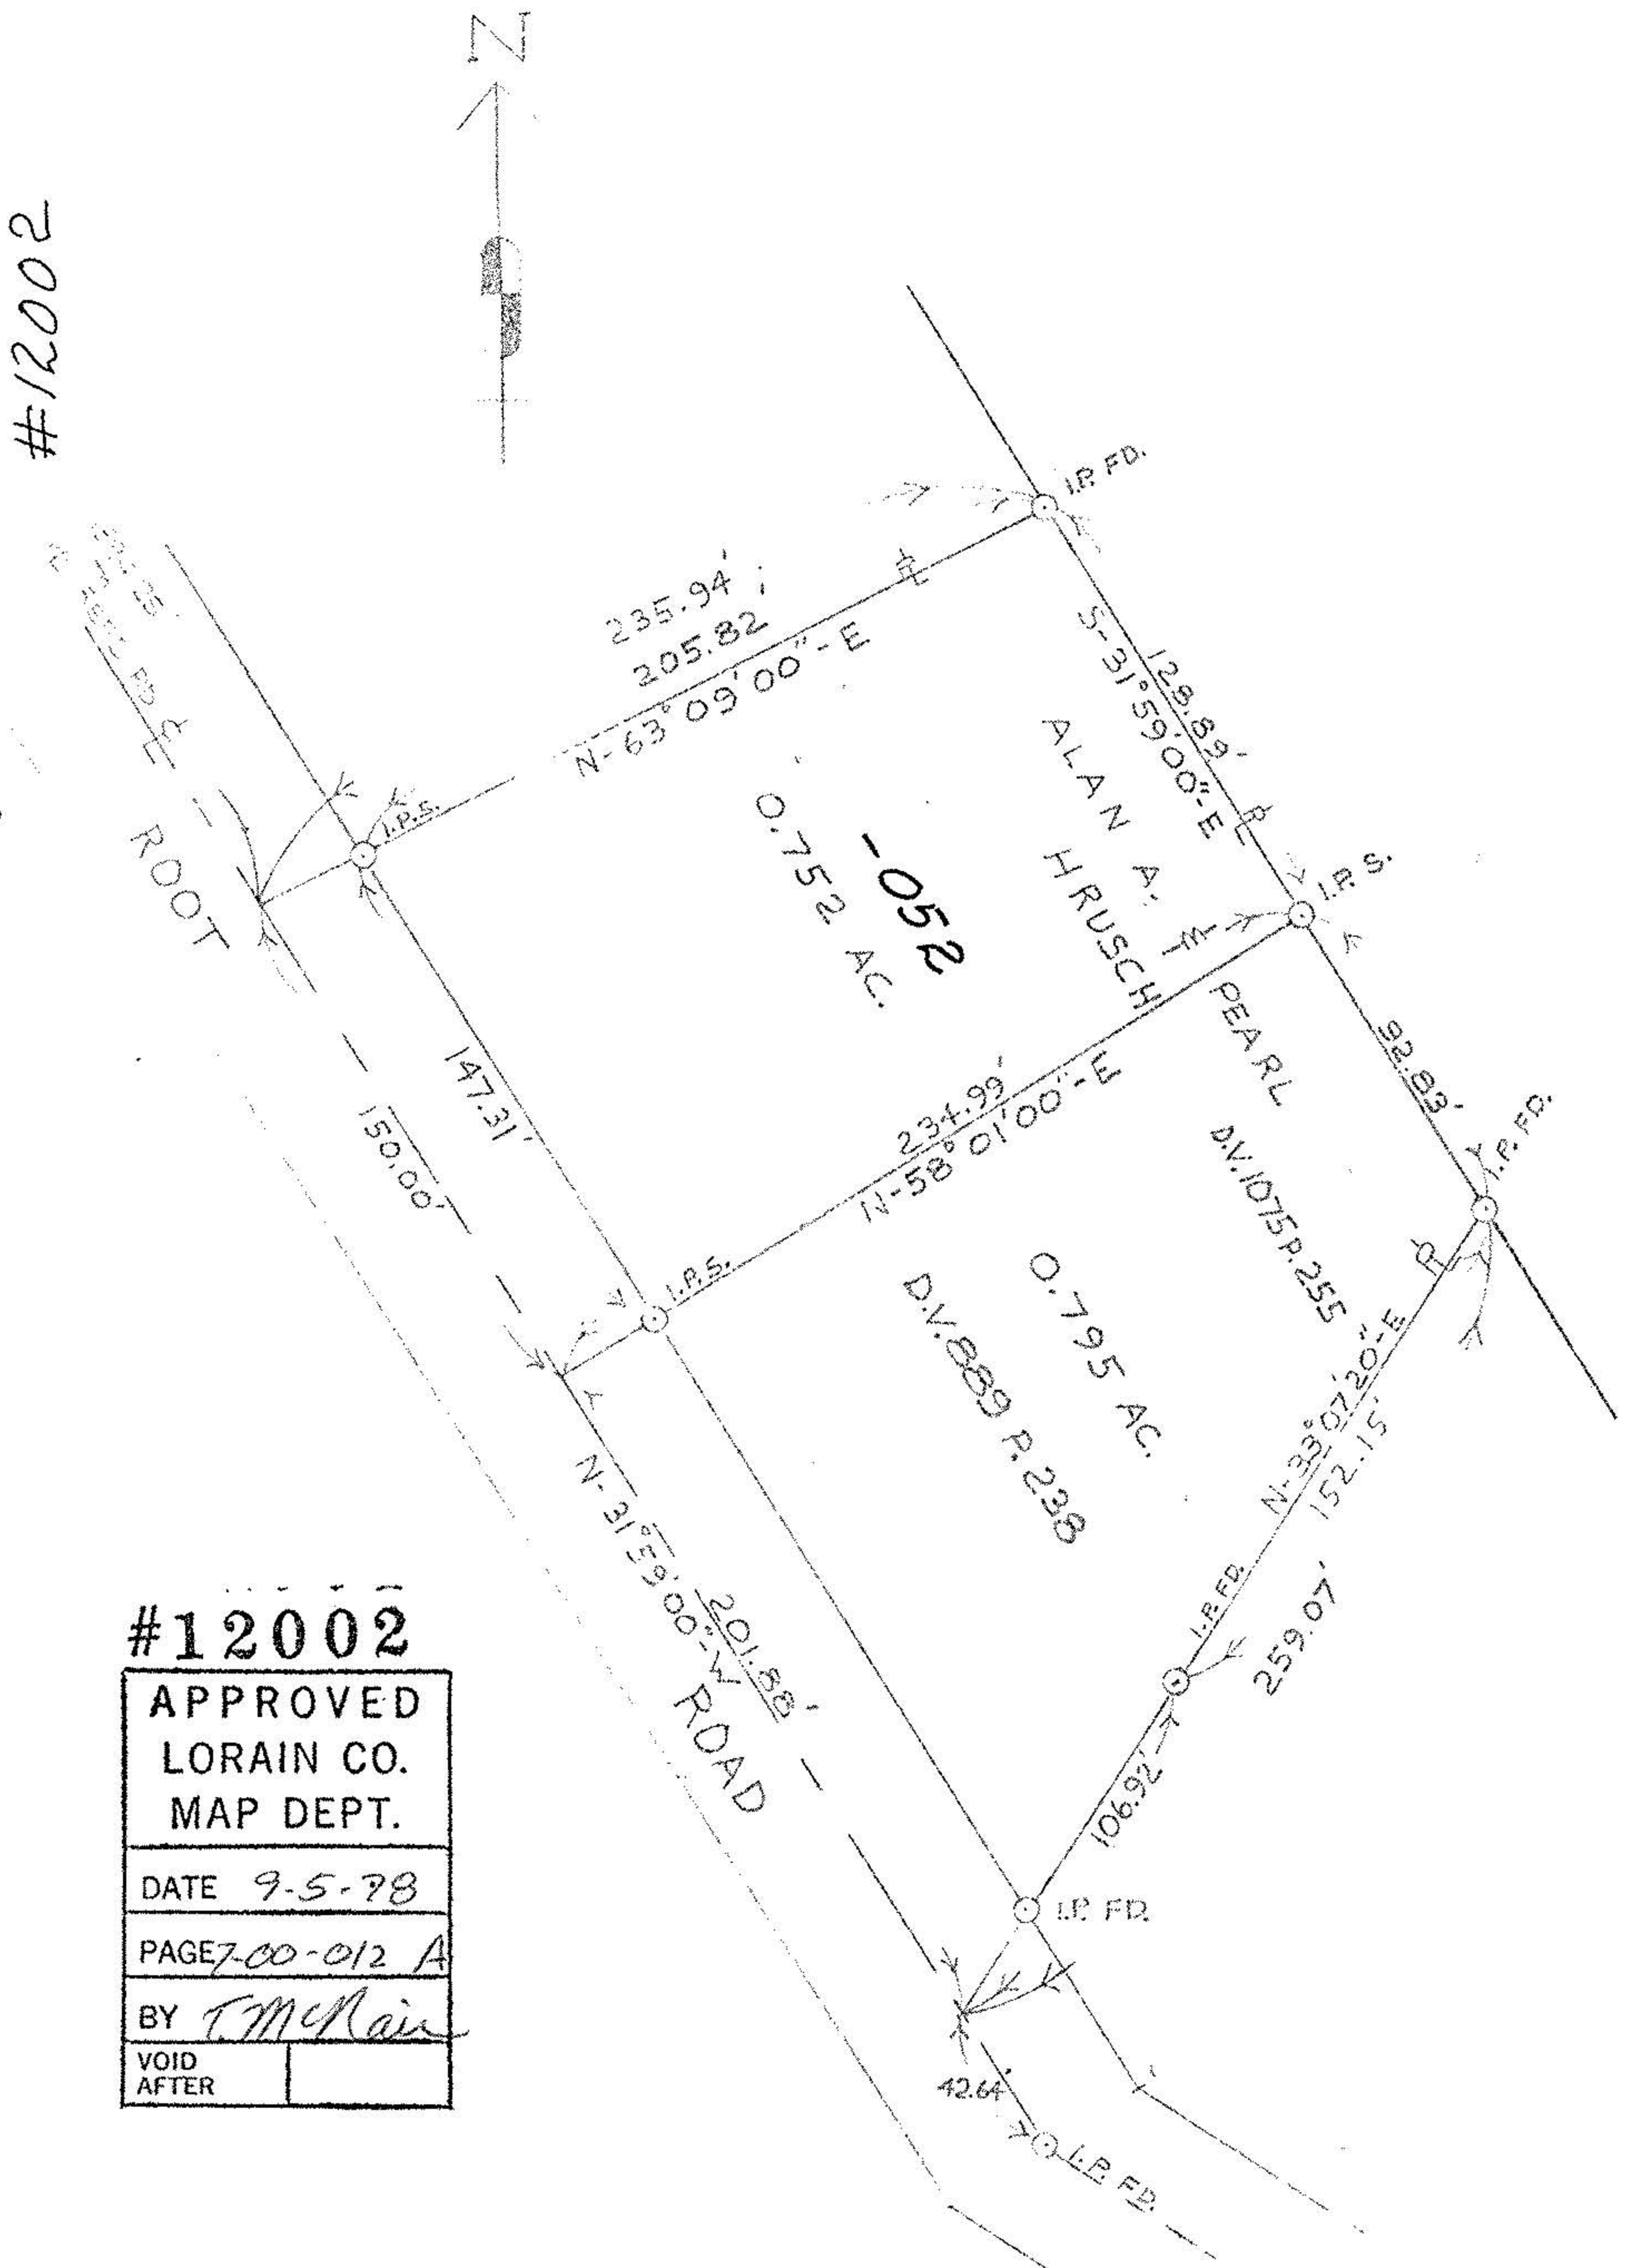 N
#12002
I.P. FD.
235.94'
205.82
N-63°09'00"-E
128.89'
S-31°59'00"-E
I.P.S.
ROOT
ALAN A. &
HRUSCH
PEARL
-052
0.752 AC.
I.P. S.
147.31'
150.00'
234.99'
N-58°01'00"-E
92.83'
I.P. FD.
I.P.S.
D.V. 1075 P. 255
0.795 AC.
D.V. 889 P. 238
N-33°07'20"-E
152.15'
N-31°59'00"-W
201.88'
ROAD
I.P. FD.
259.07'
106.92'
I.P. FD.
42.64'
I.P. FD.
#12002
APPROVED
LORAIN CO.
MAP DEPT.
DATE 9-5-78
PAGE 7-00-012 A
BY T. McNair
VOID
AFTER